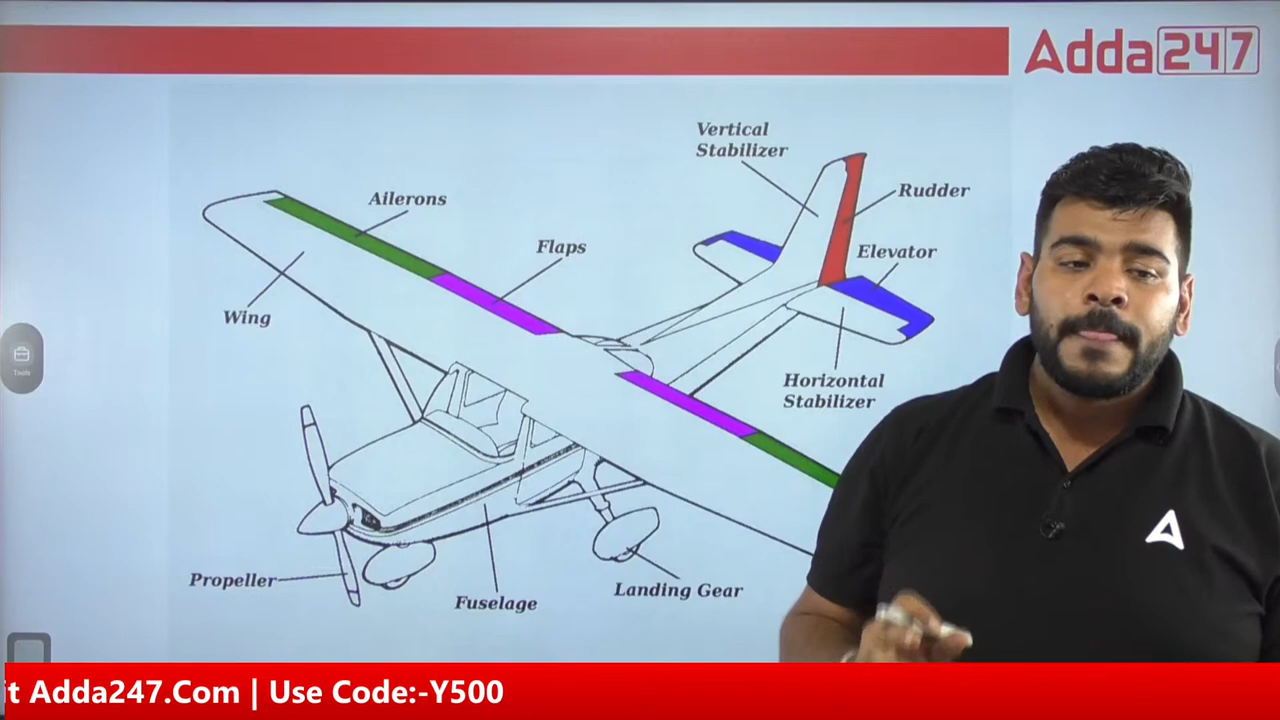 Adda247
Vertical
Stabilizer
Rudder
Ailerons
Flaps
Elevator
Wing
Horizontal
Stabilizer
Tools
Propeller
Fuselage
Landing Gear
t Adda247.Com | Use Code:-Y500